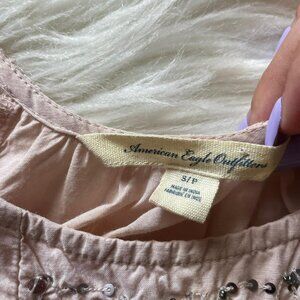 American Eagle Outfitters
S/P
MADE IN INDIA
FABRIQUÉ EN INDE